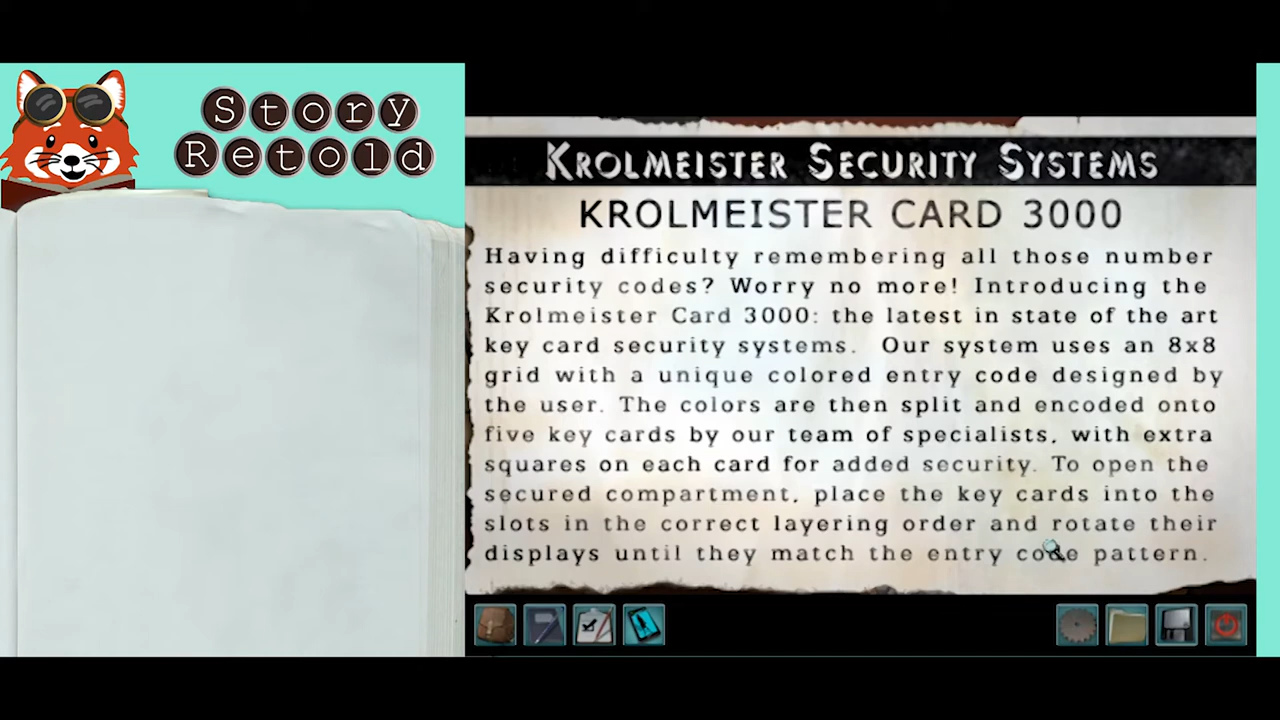 Story
Retold
KROLMEISTER SECURITY SYSTEMS
KROLMEISTER CARD 3000
Having difficulty remembering all those number
security codes? Worry no more! Introducing the
Krolmeister Card 3000: the latest in state of the art
key card security systems. Our system uses an 8x8
grid with a unique colored entry code designed by
the user. The colors are then split and encoded onto
five key cards by our team of specialists, with extra
squares on each card for added security. To open the
secured compartment, place the key cards into the
slots in the correct layering order and rotate their
displays until they match the entry code pattern.